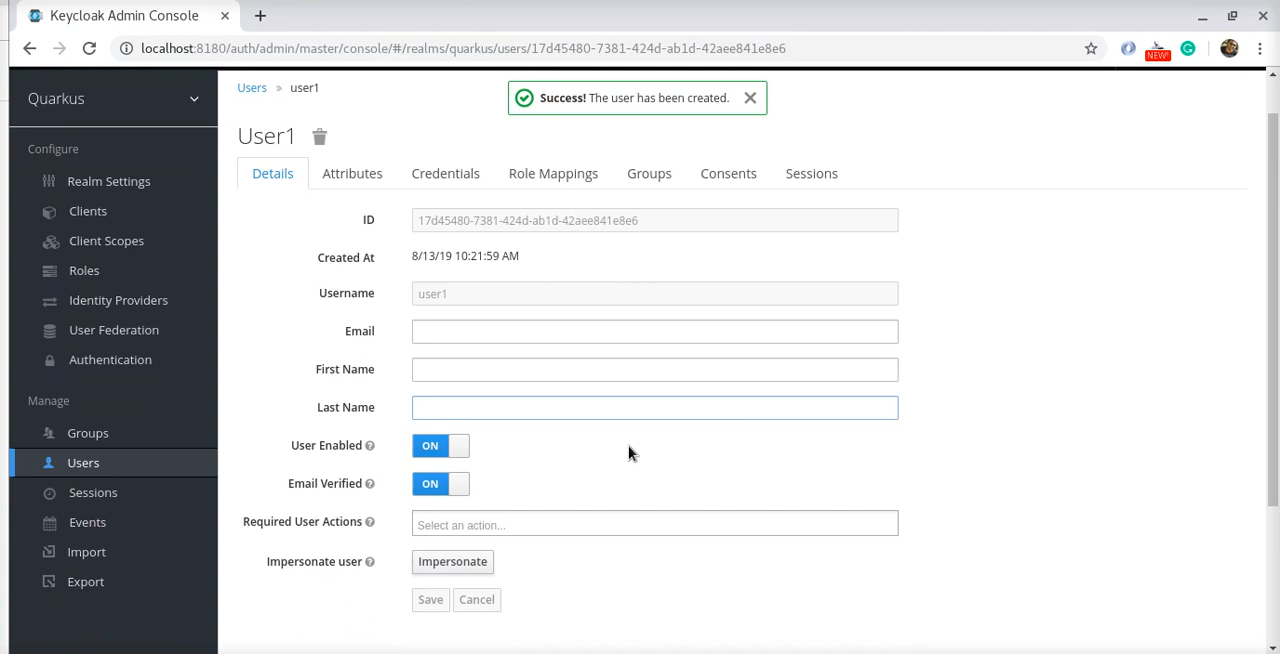 Keycloak Admin Console
localhost:8180/auth/admin/master/console/#/realms/quarkus/users/17d45480-7381-424d-ab1d-42aee841e8e6
NEW!
Quarkus
Configure
Realm Settings
Clients
Client Scopes
Roles
Identity Providers
User Federation
Authentication
Manage
Groups
Users
Sessions
Events
Import
Export
Users » user1
Success! The user has been created.
User1
Details Attributes Credentials Role Mappings Groups Consents Sessions
ID 17d45480-7381-424d-ab1d-42aee841e8e6
Created At 8/13/19 10:21:59 AM
Username user1
Email
First Name
Last Name
User Enabled ON
Email Verified ON
Required User Actions Select an action...
Impersonate user Impersonate
Save Cancel